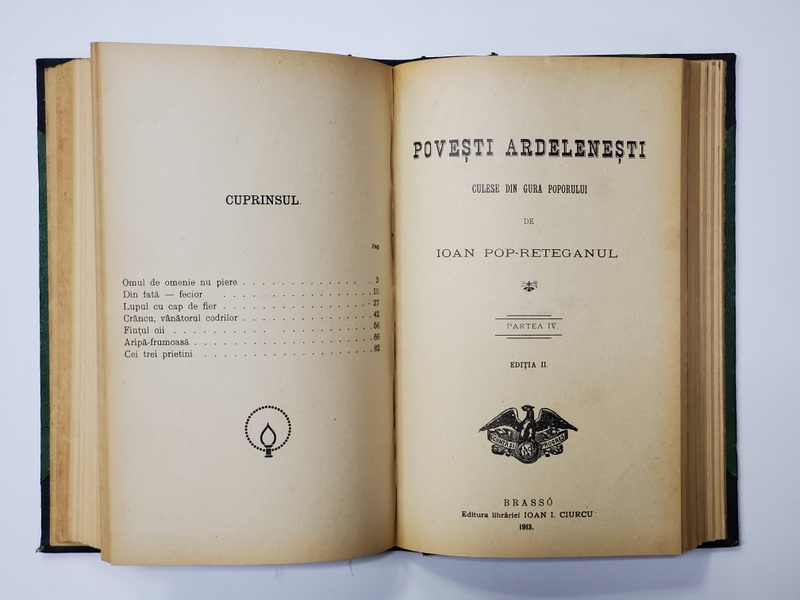 CUPRINSUL.
Pag.
Omul de omenie nu piere . . . . . . . . . . . . 3
Din fată — fecior . . . . . . . . . . . . . 10
Lupul cu cap de fier . . . . . . . . . . . . . 27
Crâncu, vânătorul codrilor . . . . . . . . . . . 42
Fiuțul oii . . . . . . . . . . . . . . . . 56
Aripă-frumoasă . . . . . . . . . . . . . . . 66
Cei trei prietini . . . . . . . . . . . . . . 82
POVEȘTI ARDELENEȘTI
CULESE DIN GURA POPORULUI
DE
IOAN POP-RETEGANUL
PARTEA IV.
EDIȚIA II.
BRASSÓ
Editura librăriei IOAN I. CIURCU
1913.